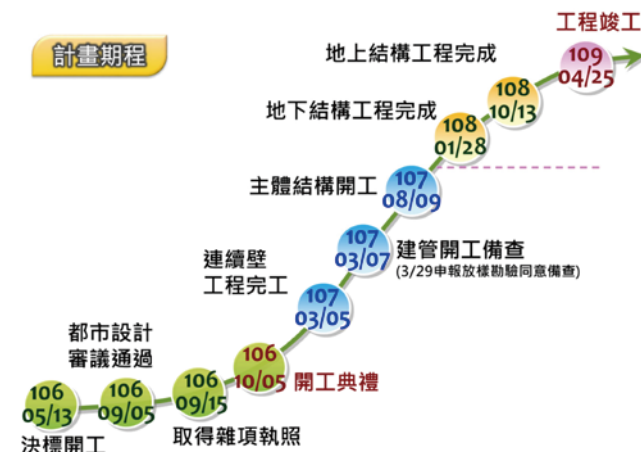 計畫期程
工程竣工
109
04/25
地上結構工程完成
108
10/13
地下結構工程完成
108
01/28
主體結構開工
107
08/09
107
03/07
建管開工備查
(3/29申報放樣勘驗同意備查)
連續壁
工程完工
107
03/05
106
10/05
開工典禮
都市設計
審議通過
106
09/05
106
09/15
取得雜項執照
106
05/13
決標開工